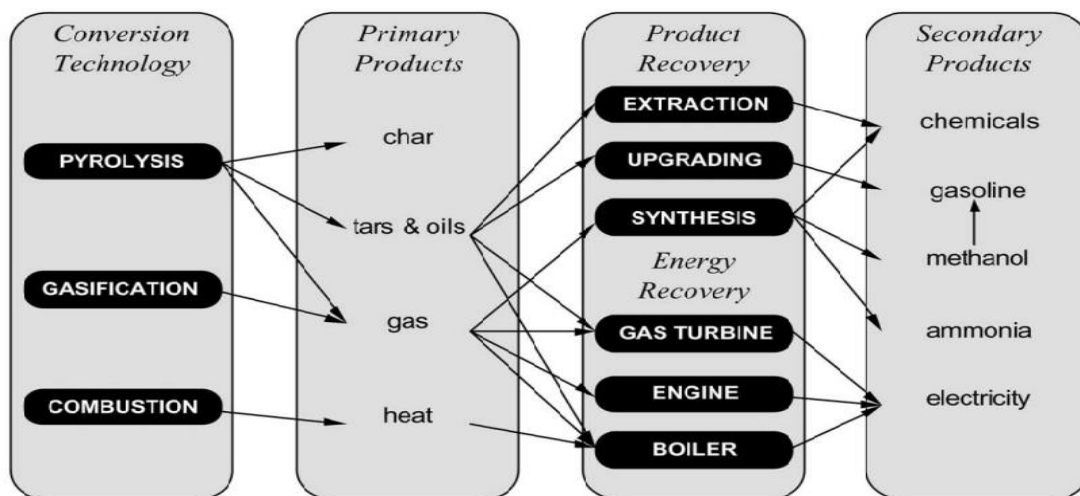 Conversion
Technology
PYROLYSIS
GASIFICATION
COMBUSTION
Primary
Products
char
tars & oils
gas
heat
Product
Recovery
EXTRACTION
UPGRADING
SYNTHESIS
Energy
Recovery
GAS TURBINE
ENGINE
BOILER
Secondary
Products
chemicals
gasoline
methanol
ammonia
electricity